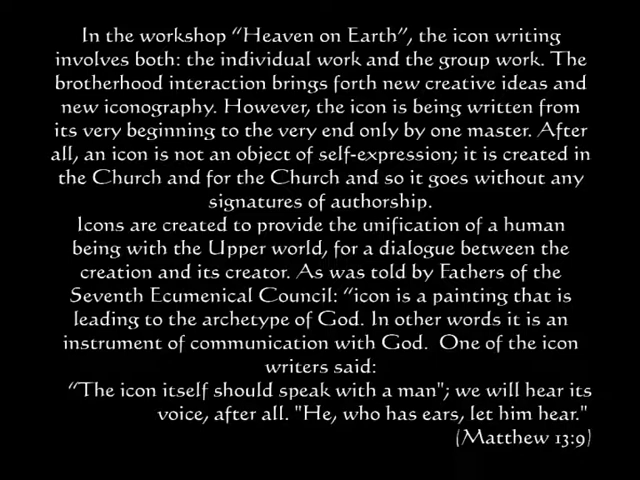 In the workshop “Heaven on Earth”, the icon writing
involves both: the individual work and the group work. The
brotherhood interaction brings forth new creative ideas and
new iconography. However, the icon is being written from
its very beginning to the very end only by one master. After
all, an icon is not an object of self-expression; it is created in
the Church and for the Church and so it goes without any
signatures of authorship.
Icons are created to provide the unification of a human
being with the Upper world, for a dialogue between the
creation and its creator. As was told by Fathers of the
Seventh Ecumenical Council: “icon is a painting that is
leading to the archetype of God. In other words it is an
instrument of communication with God.  One of the icon
writers said:
“The icon itself should speak with a man"; we will hear its
voice, after all. "He, who has ears, let him hear."
(Matthew 13:9)